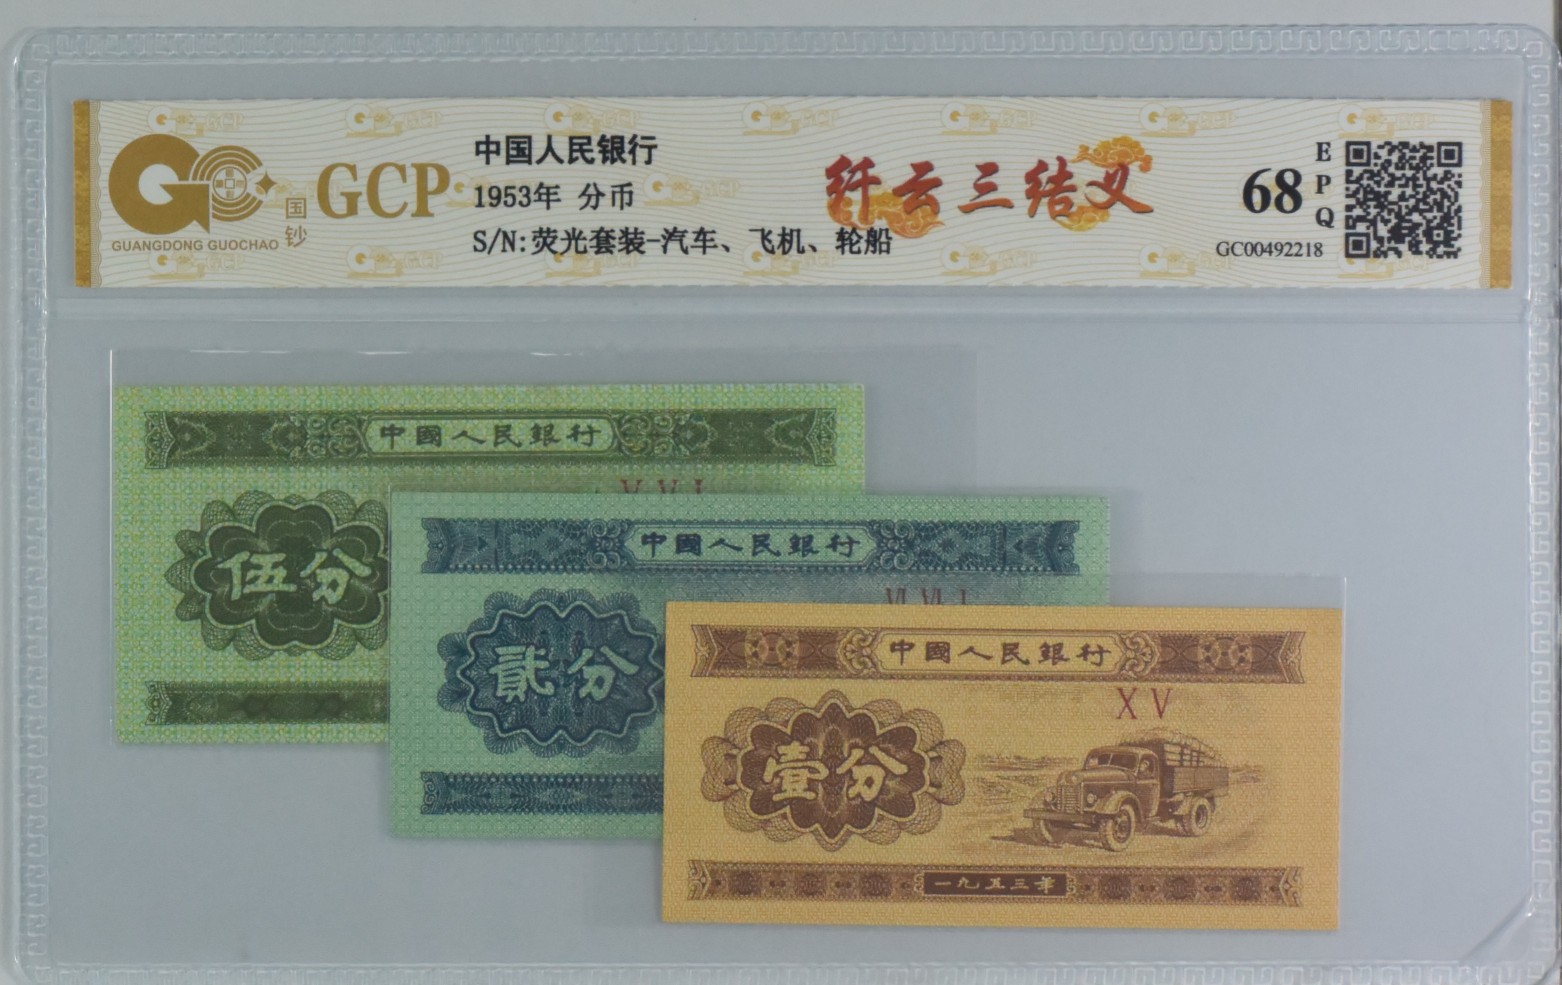 GCP
国钞
GUANGDONG GUOCHAO
中国人民银行
1953年 分币
S/N:荧光套装-汽车、飞机、轮船
纤云三结义
68
EPQ
GC00492218
中國人民銀行
V V I
伍分
中國人民銀行
VI VI I
貳分
中國人民銀行
X V
壹分
一九五三年